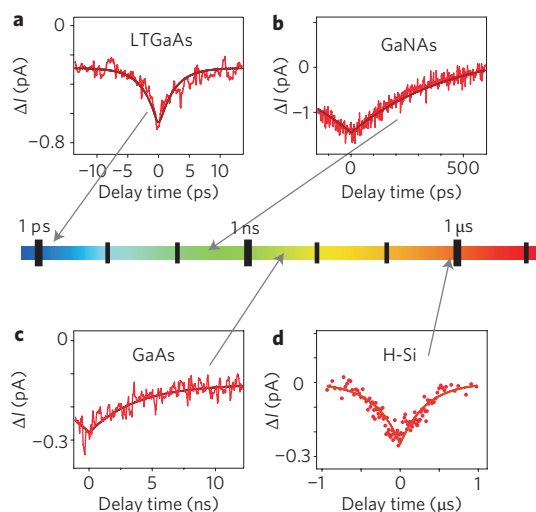 a
LTGaAs
0
−0.8
ΔI (pA)
−10 −5 0 5 10
Delay time (ps)
b
GaNAs
0
−1
ΔI (pA)
0 500
Delay time (ps)
1 ps 1 ns 1 μs
c
GaAs
0
−0.3
ΔI (pA)
0 5 10
Delay time (ns)
d
H-Si
0
−0.3
ΔI (pA)
−1 0 1
Delay time (μs)